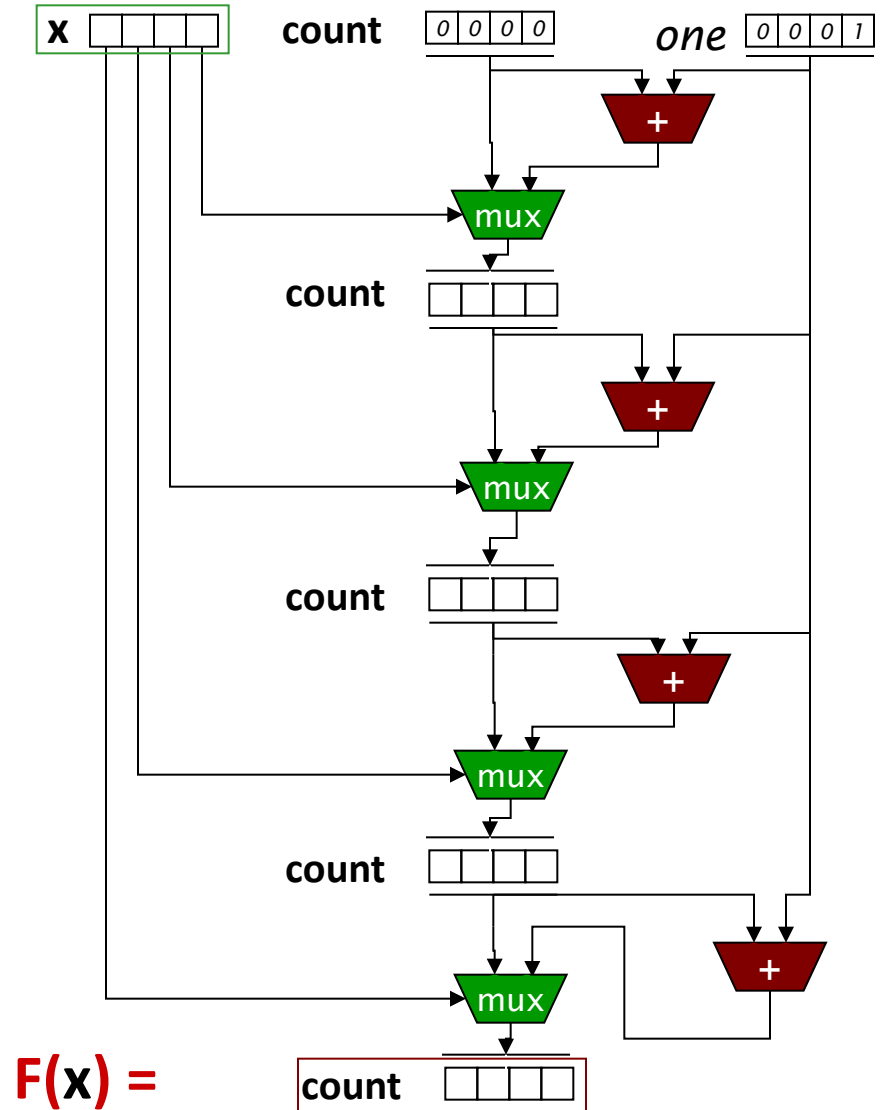 x count 0 0 0 0 one 0 0 0 1
+
mux
count
+
mux
count
+
mux
count
+
mux
F(x) = count